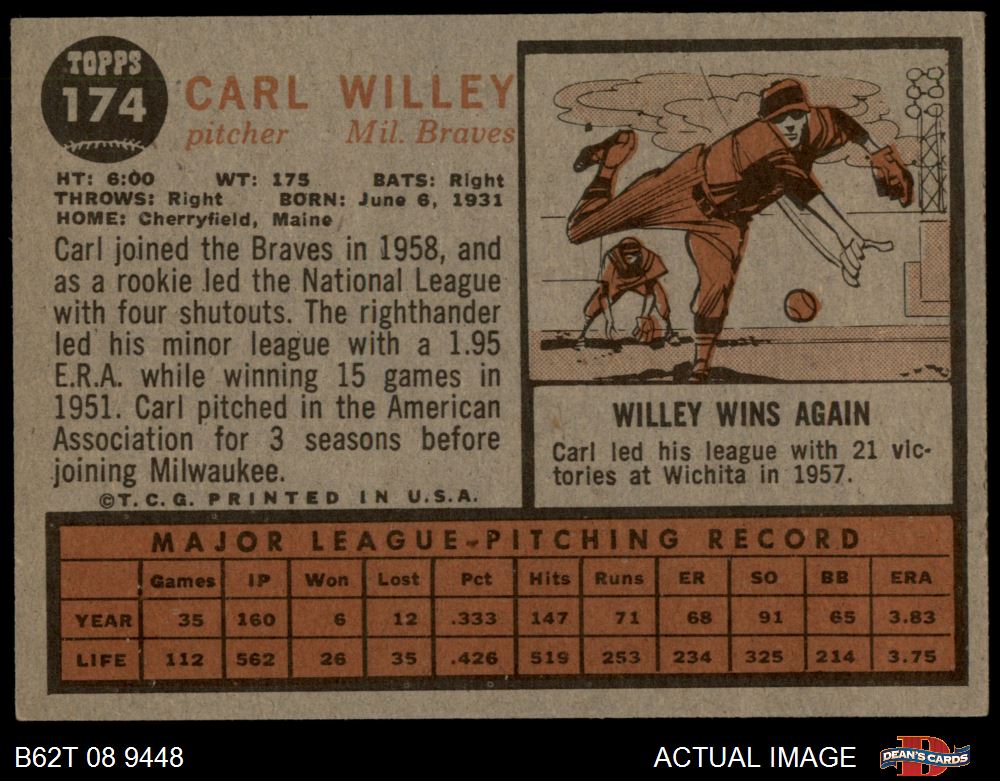 TOPPS
174
CARL WILLEY
pitcher Mil. Braves
HT: 6:00 WT: 175 BATS: Right
THROWS: Right BORN: June 6, 1931
HOME: Cherryfield, Maine
Carl joined the Braves in 1958, and
as a rookie led the National League
with four shutouts. The righthander
led his minor league with a 1.95
E.R.A. while winning 15 games in
1951. Carl pitched in the American
Association for 3 seasons before
joining Milwaukee.
©T.C.G. PRINTED IN U.S.A.
WILLEY WINS AGAIN
Carl led his league with 21 vic-
tories at Wichita in 1957.
MAJOR LEAGUE-PITCHING RECORD
Games IP Won Lost Pct Hits Runs ER SO BB ERA
YEAR 35 160 6 12 .333 147 71 68 91 65 3.83
LIFE 112 562 26 35 .426 519 253 234 325 214 3.75
B62T 08 9448
ACTUAL IMAGE
DEAN'S CARDS